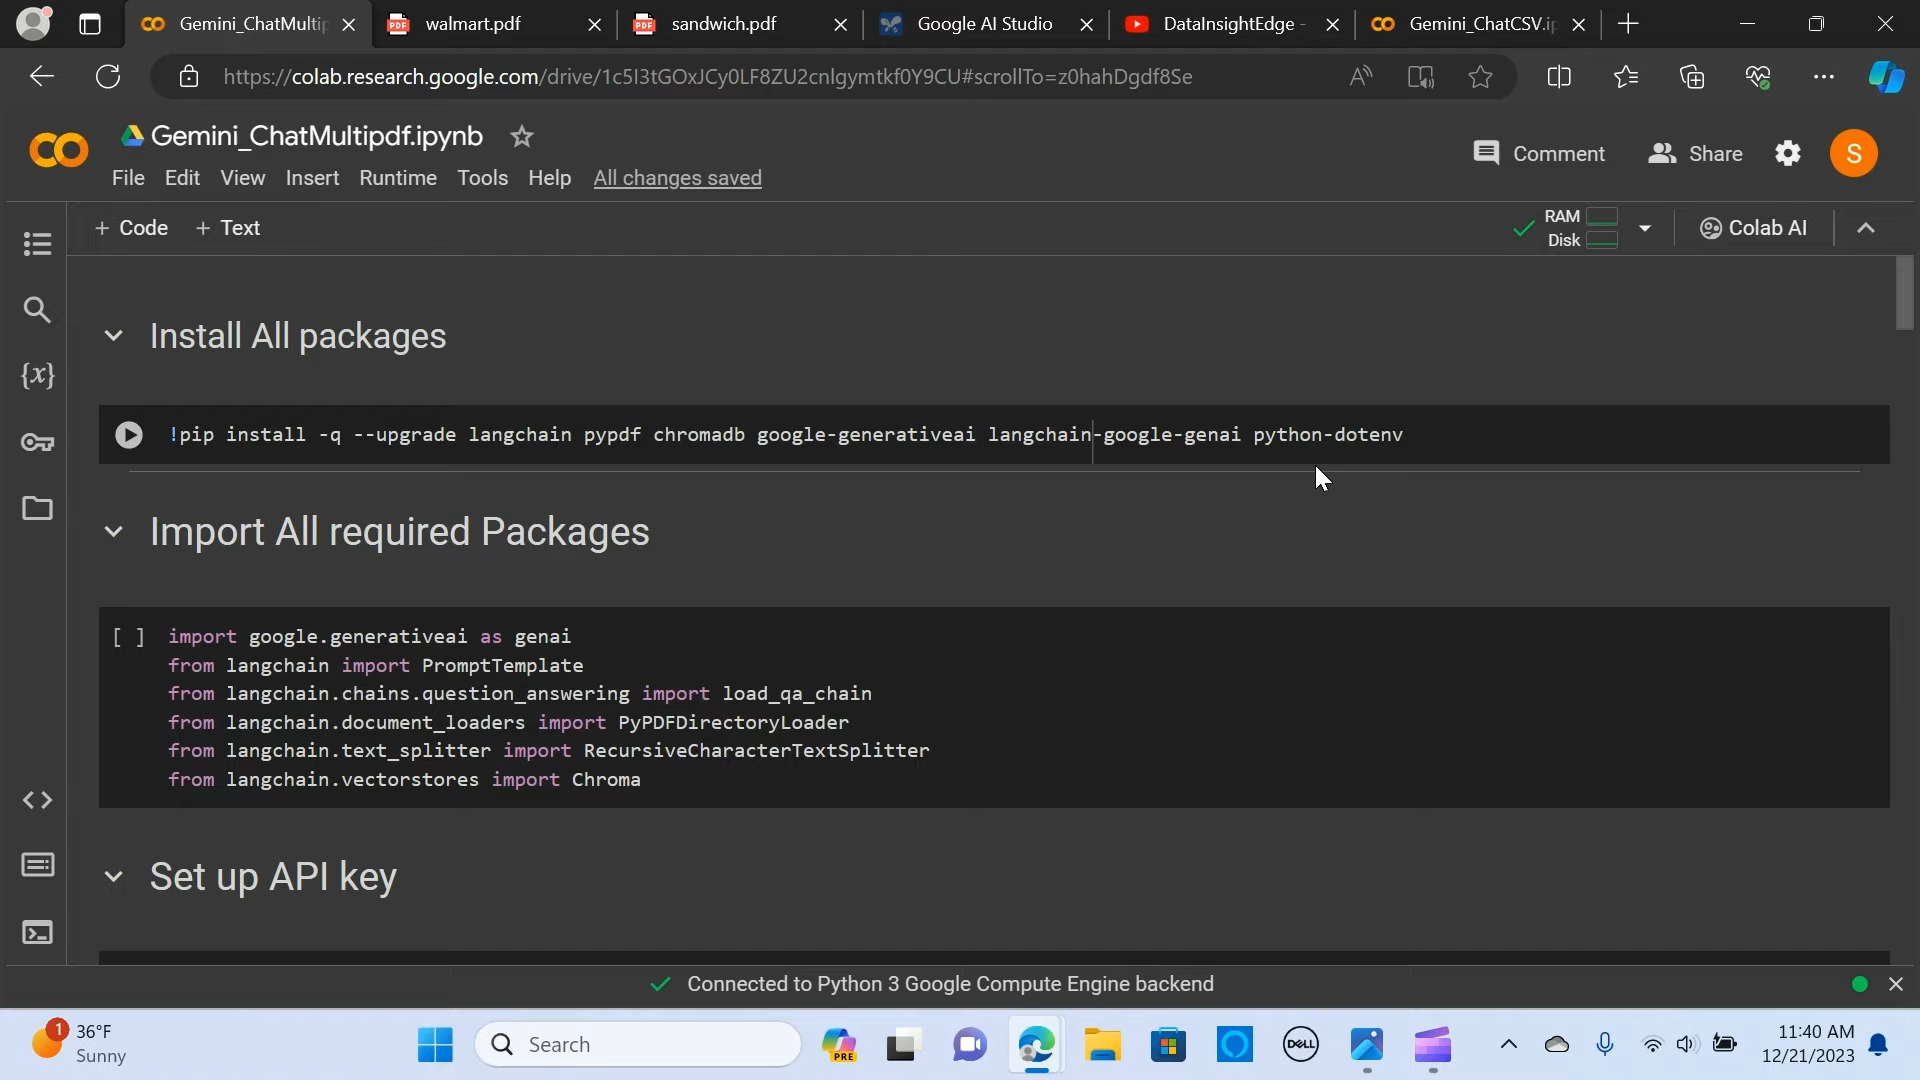 Gemini_ChatMultip
walmart.pdf
sandwich.pdf
Google AI Studio
DataInsightEdge -
Gemini_ChatCSV.ip
https://colab.research.google.com/drive/1c5I3tGOxJCy0LF8ZU2cnlgymtkf0Y9CU#scrollTo=z0hahDgdf8Se
Gemini_ChatMultipdf.ipynb
File Edit View Insert Runtime Tools Help All changes saved
Comment
Share
S
+ Code + Text
RAM
Disk
Colab AI
Install All packages
!pip install -q --upgrade langchain pypdf chromadb google-generativeai langchain-google-genai python-dotenv
Import All required Packages
[ ] import google.generativeai as genai
from langchain import PromptTemplate
from langchain.chains.question_answering import load_qa_chain
from langchain.document_loaders import PyPDFDirectoryLoader
from langchain.text_splitter import RecursiveCharacterTextSplitter
from langchain.vectorstores import Chroma
Set up API key
Connected to Python 3 Google Compute Engine backend
1
36°F
Sunny
Search
PRE
DELL
11:40 AM
12/21/2023